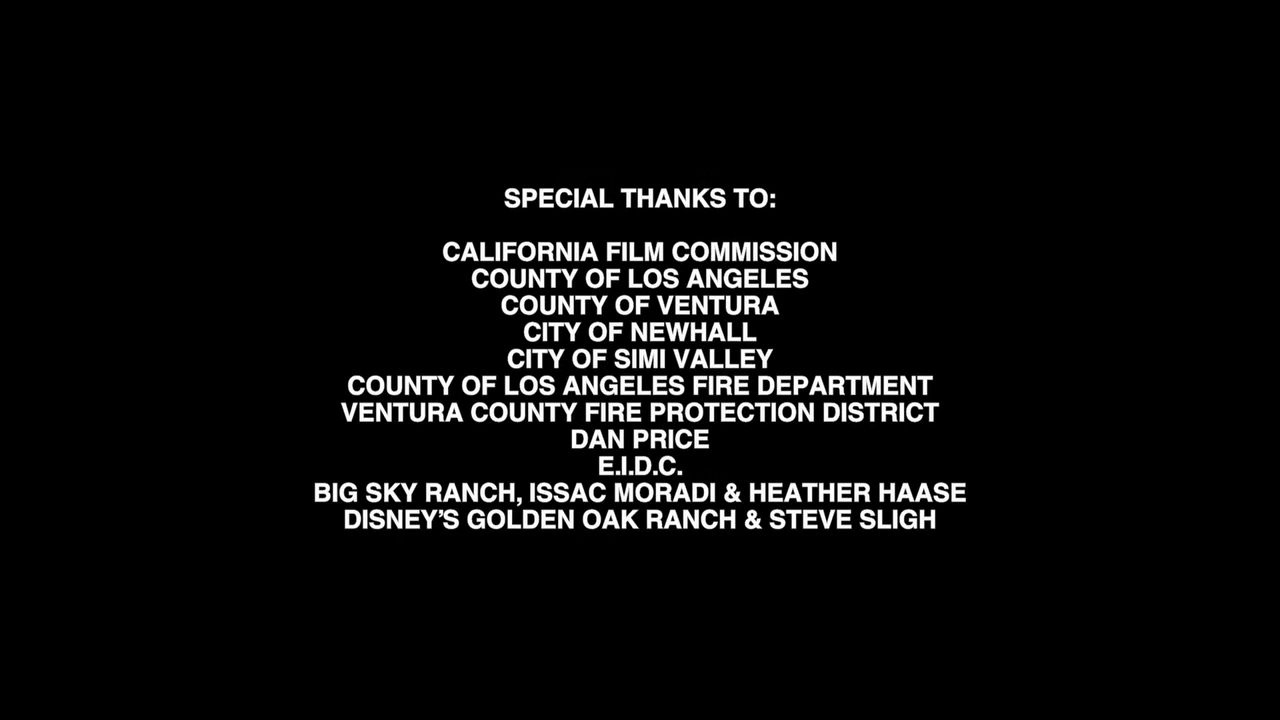 SPECIAL THANKS TO:
CALIFORNIA FILM COMMISSION
COUNTY OF LOS ANGELES
COUNTY OF VENTURA
CITY OF NEWHALL
CITY OF SIMI VALLEY
COUNTY OF LOS ANGELES FIRE DEPARTMENT
VENTURA COUNTY FIRE PROTECTION DISTRICT
DAN PRICE
E.I.D.C.
BIG SKY RANCH, ISSAC MORADI & HEATHER HAASE
DISNEY’S GOLDEN OAK RANCH & STEVE SLIGH